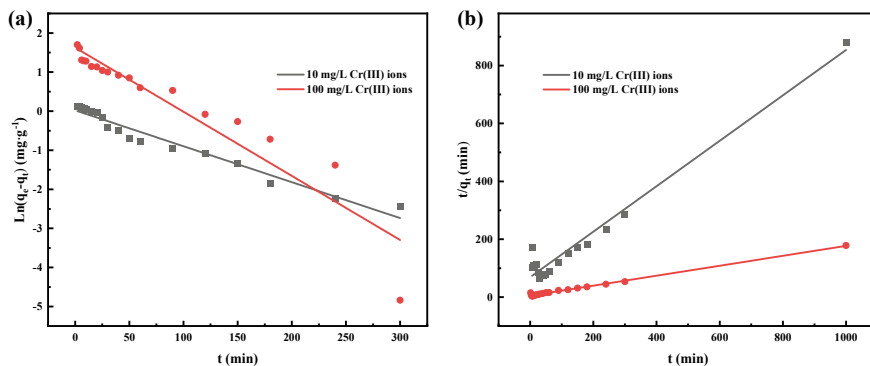 (a)
2
1
0
-1
-2
-3
-4
-5
Ln(qₑ-qₜ) (mg·g⁻¹)
10 mg/L Cr(III) ions
100 mg/L Cr(III) ions
0 50 100 150 200 250 300
t (min)
(b)
800
600
400
200
0
t/qₜ (min)
10 mg/L Cr(III) ions
100 mg/L Cr(III) ions
0 200 400 600 800 1000
t (min)